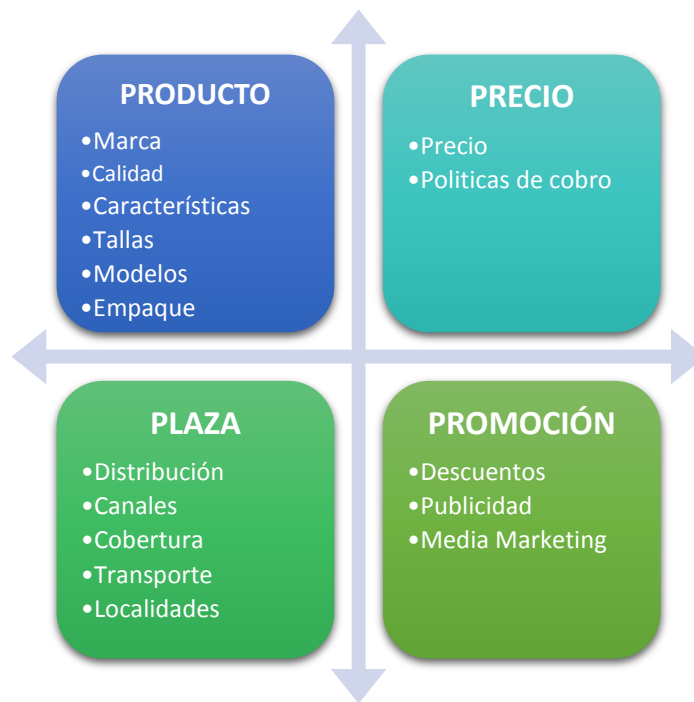 PRODUCTO
•Marca
•Calidad
•Características
•Tallas
•Modelos
•Empaque
PRECIO
•Precio
•Politicas de cobro
PLAZA
•Distribución
•Canales
•Cobertura
•Transporte
•Localidades
PROMOCIÓN
•Descuentos
•Publicidad
•Media Marketing